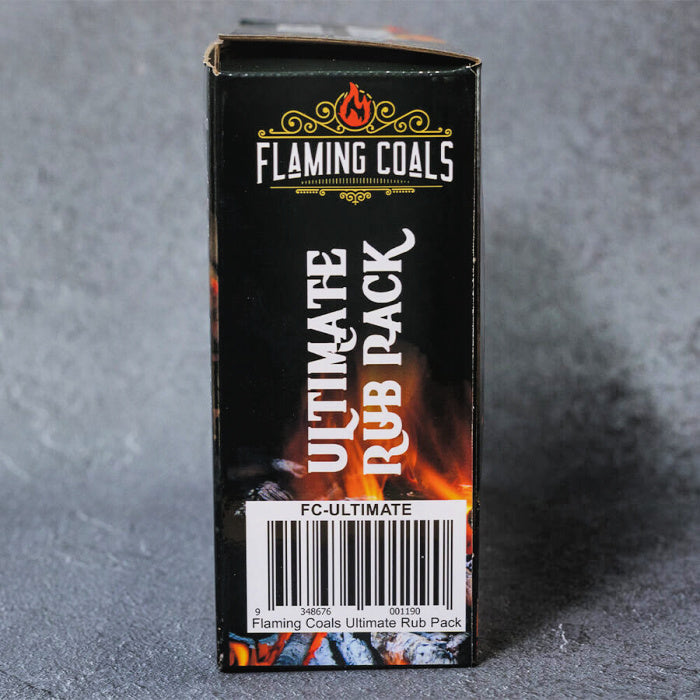 FLAMING COALS
ULTIMATE
RUB PACK
FC-ULTIMATE
9 348676 001190
Flaming Coals Ultimate Rub Pack